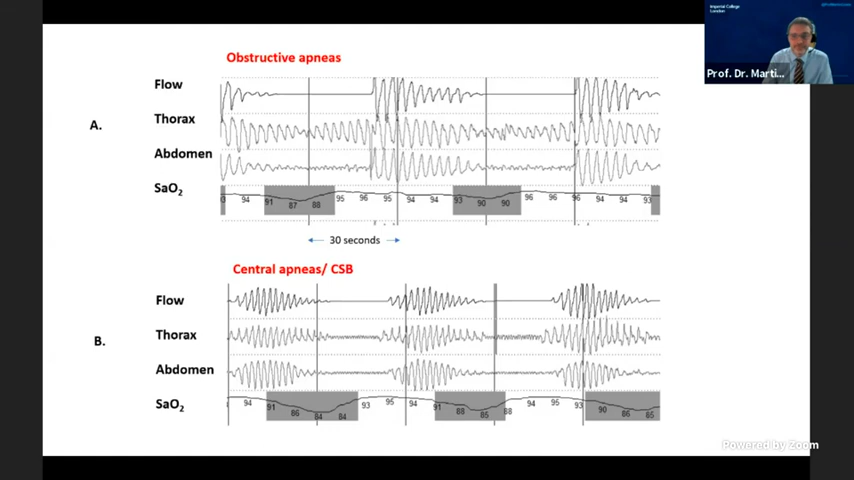 Imperial College
London
Prof. Dr. Marti...
Obstructive apneas
A.
Flow
Thorax
Abdomen
SaO2
94 91 87 88 95 96 95 94 94 93 90 90 96 96 96 94 94 93
30 seconds
Central apneas/ CSB
B.
Flow
Thorax
Abdomen
SaO2
94 91 86 84 84 93 95 94 91 88 85 88 94 95 93 90 86 85
Powered by Zoom